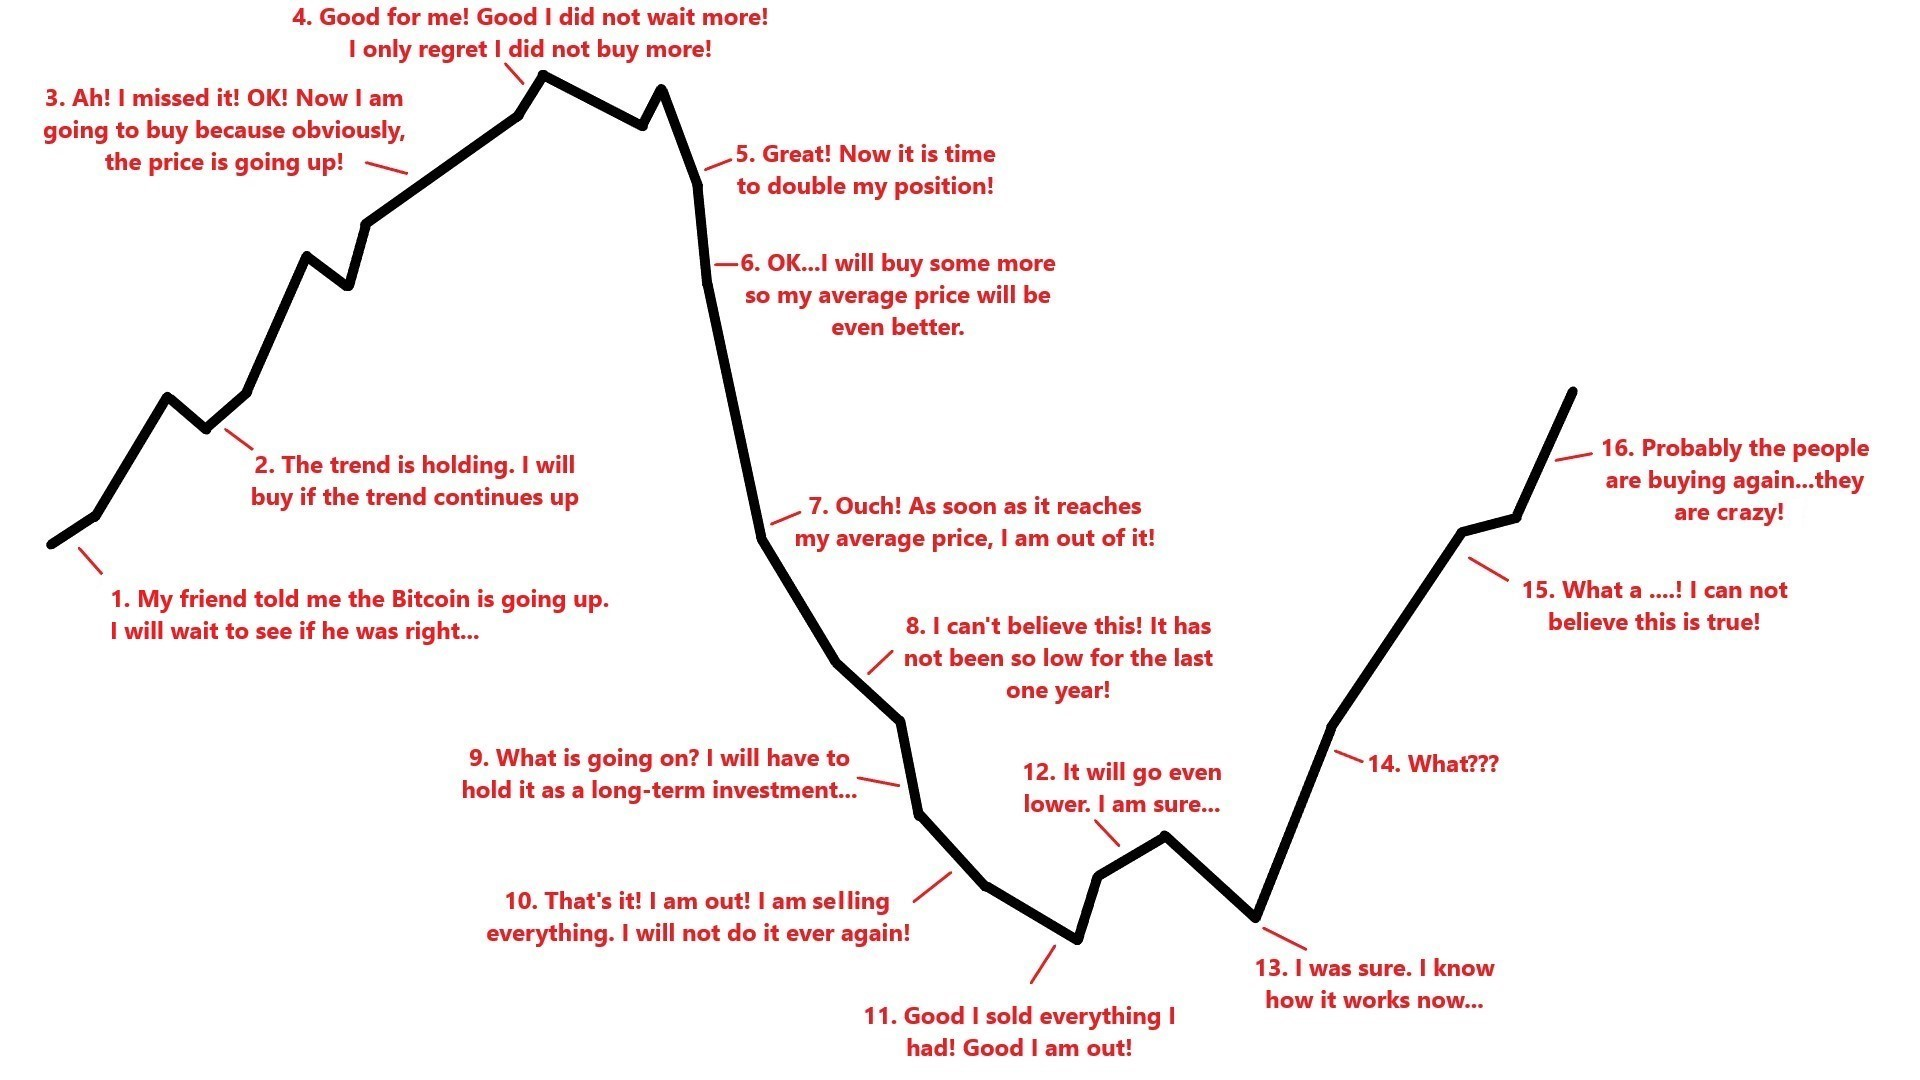 4. Good for me! Good I did not wait more!
I only regret I did not buy more!
3. Ah! I missed it! OK! Now I am
going to buy because obviously,
the price is going up!
5. Great! Now it is time
to double my position!
6. OK...I will buy some more
so my average price will be
even better.
2. The trend is holding. I will
buy if the trend continues up
1. My friend told me the Bitcoin is going up.
I will wait to see if he was right...
7. Ouch! As soon as it reaches
my average price, I am out of it!
8. I can't believe this! It has
not been so low for the last
one year!
9. What is going on? I will have to
hold it as a long-term investment...
10. That's it! I am out! I am selling
everything. I will not do it ever again!
11. Good I sold everything I
had! Good I am out!
12. It will go even
lower. I am sure...
13. I was sure. I know
how it works now...
14. What???
15. What a ....! I can not
believe this is true!
16. Probably the people
are buying again...they
are crazy!